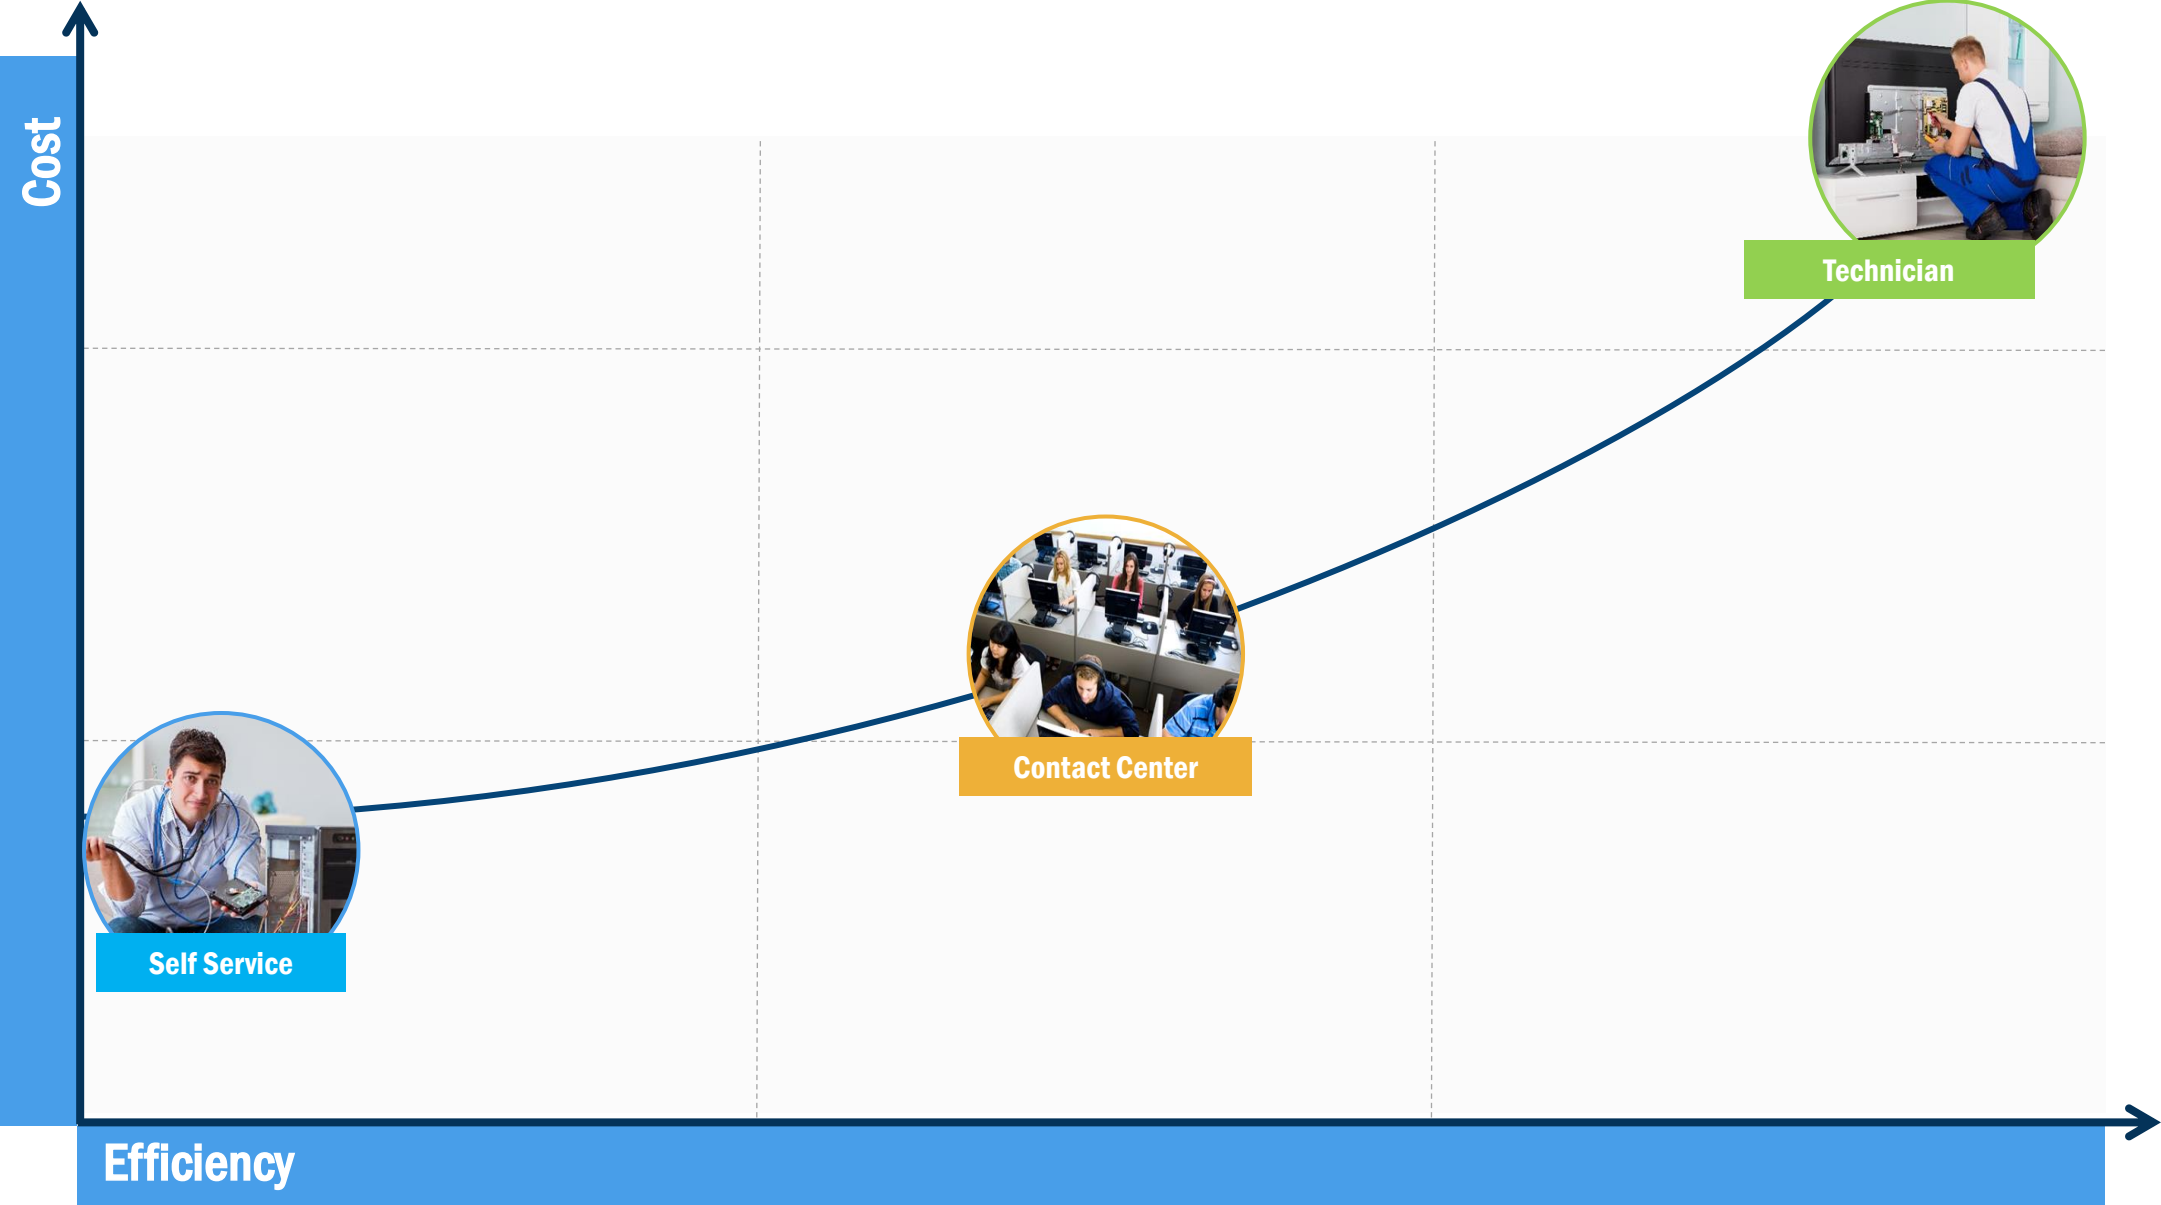 Cost
Technician
Contact Center
Self Service
Efficiency